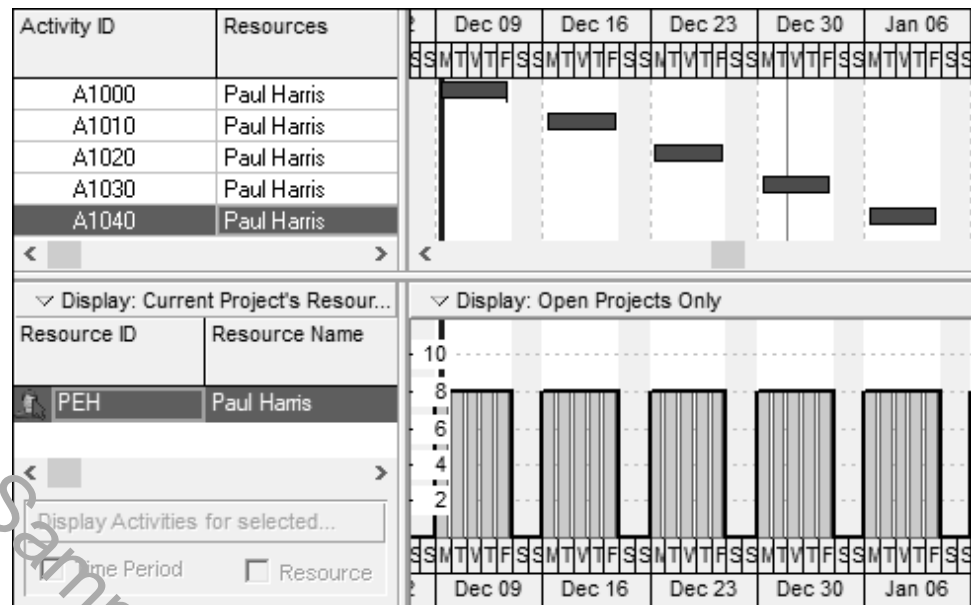 Activity ID Resources Dec 09 Dec 16 Dec 23 Dec 30 Jan 06
S S M T W T F S S M T W T F S S M T W T F S S M T W T F S S M T W T F S S
A1000 Paul Harris
A1010 Paul Harris
A1020 Paul Harris
A1030 Paul Harris
A1040 Paul Harris
Display: Current Project's Resour... Display: Open Projects Only
Resource ID Resource Name
10
PEH Paul Harris 8
6
4
2
Display Activities for selected...
Time Period Resource
S S M T W T F S S M T W T F S S M T W T F S S M T W T F S S M T W T F S S
Dec 09 Dec 16 Dec 23 Dec 30 Jan 06